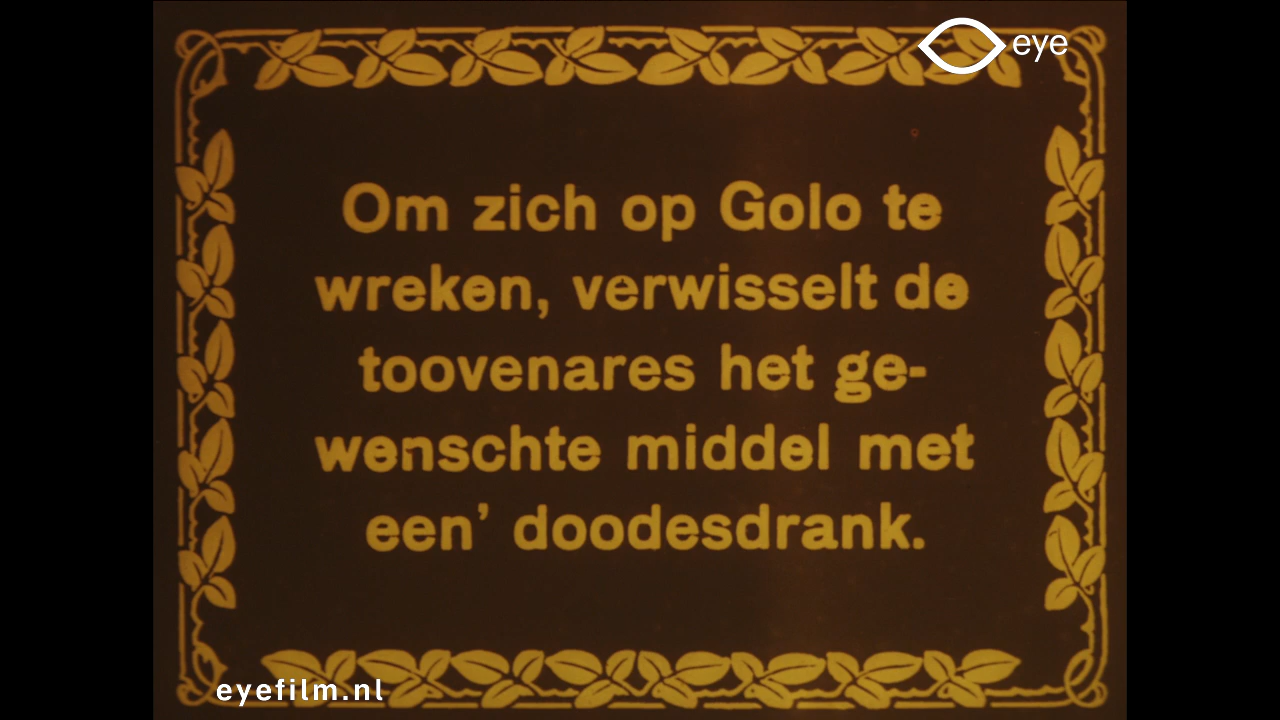 eye
Om zich op Golo te
wreken, verwisselt de
toovenares het ge-
wenschte middel met
een' doodesdrank.
eyefilm.nl